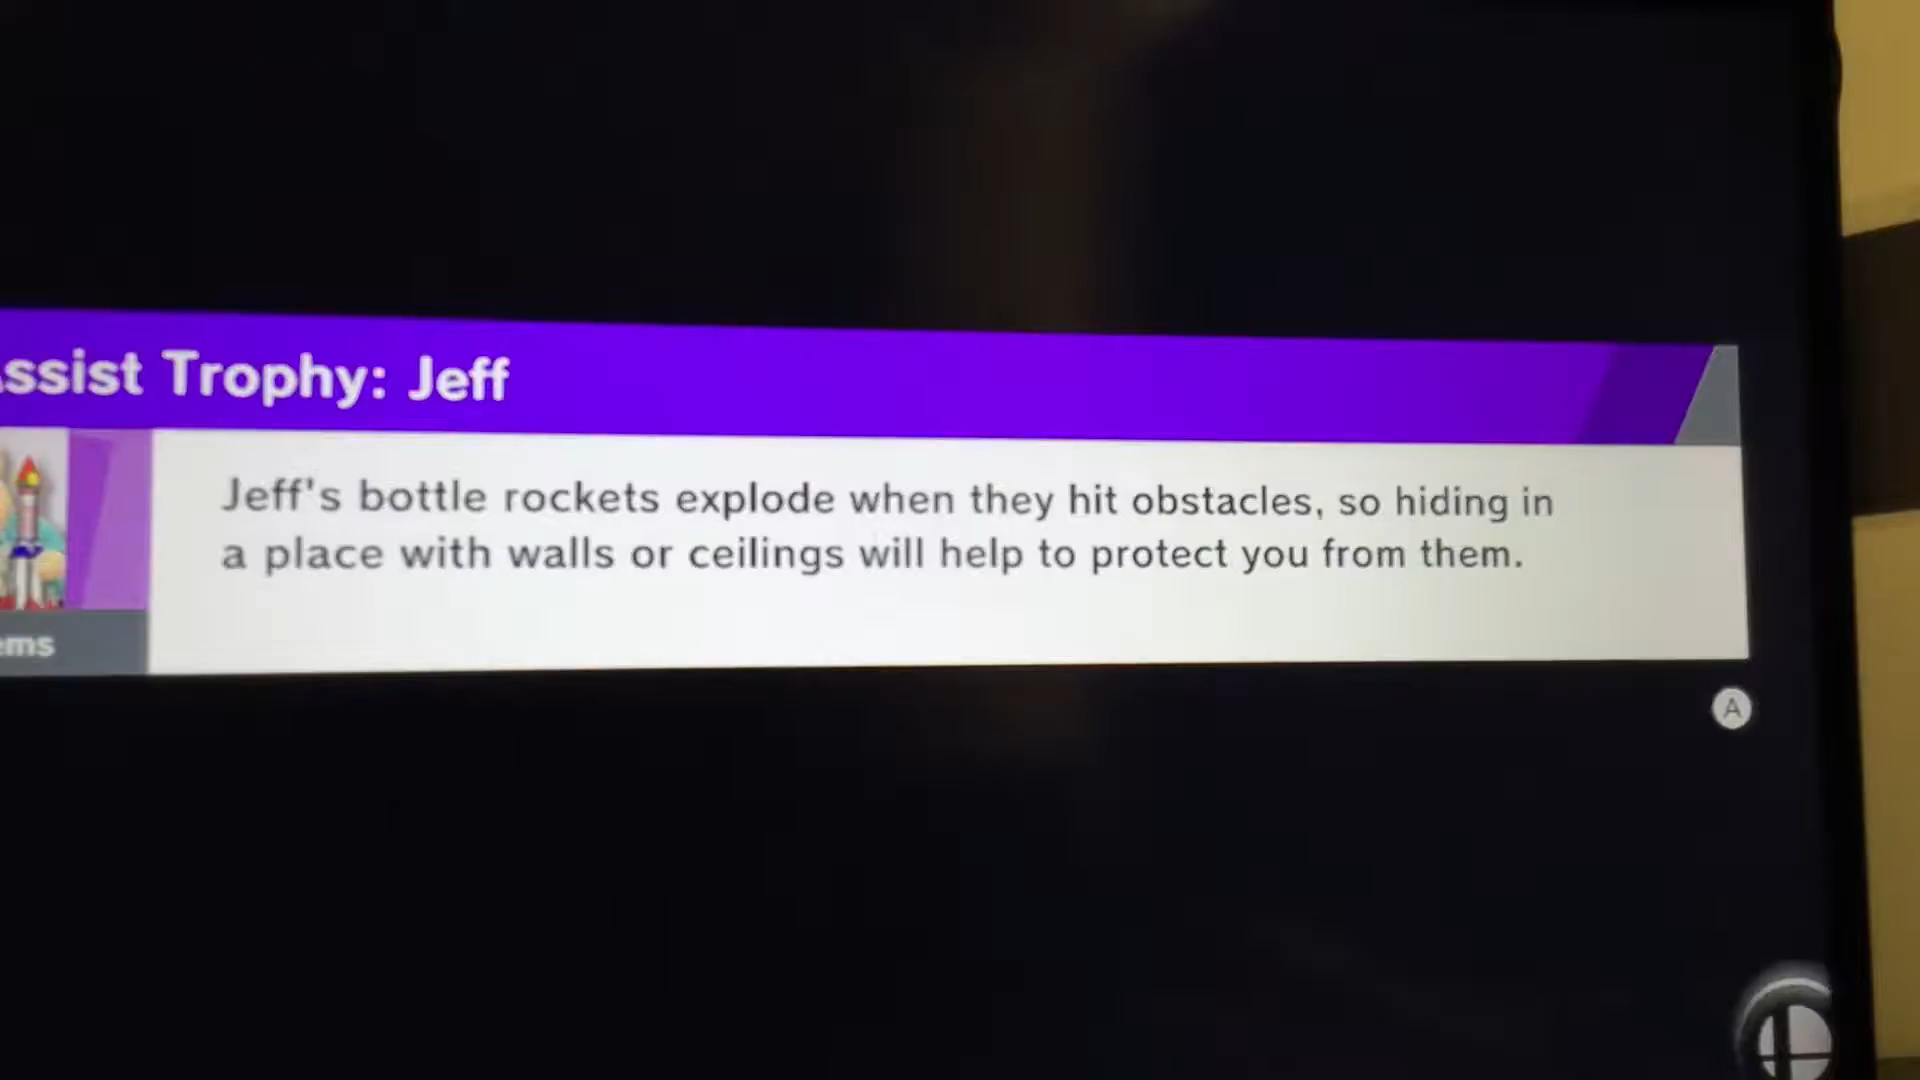 ssist Trophy: Jeff
Jeff's bottle rockets explode when they hit obstacles, so hiding in
a place with walls or ceilings will help to protect you from them.
ems
A